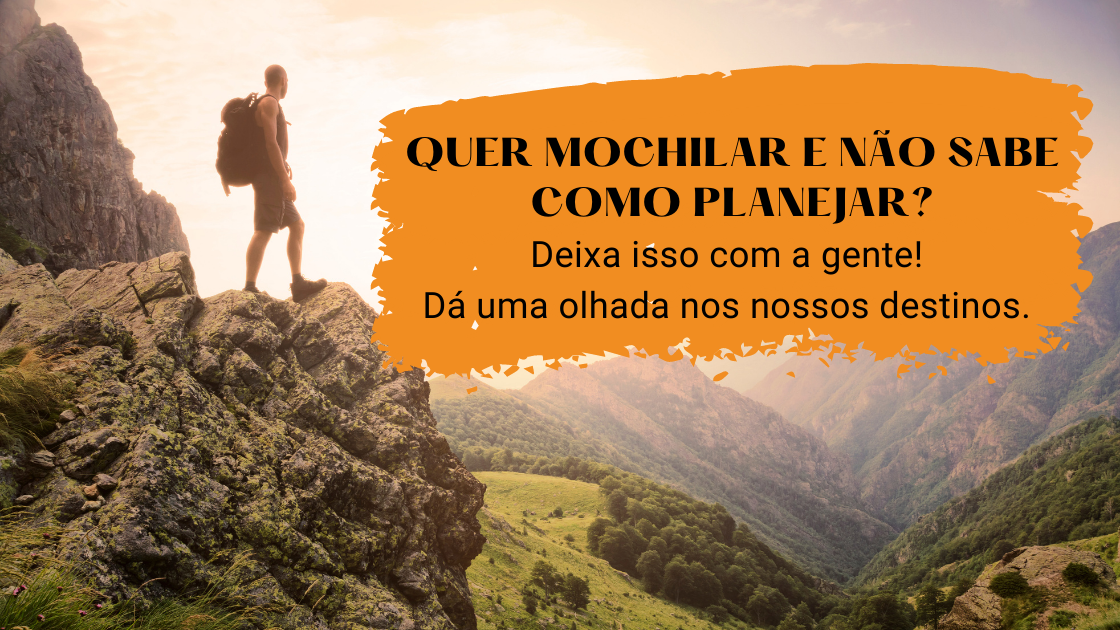 QUER MOCHILAR E NÃO SABE
COMO PLANEJAR?
Deixa isso com a gente!
Dá uma olhada nos nossos destinos.